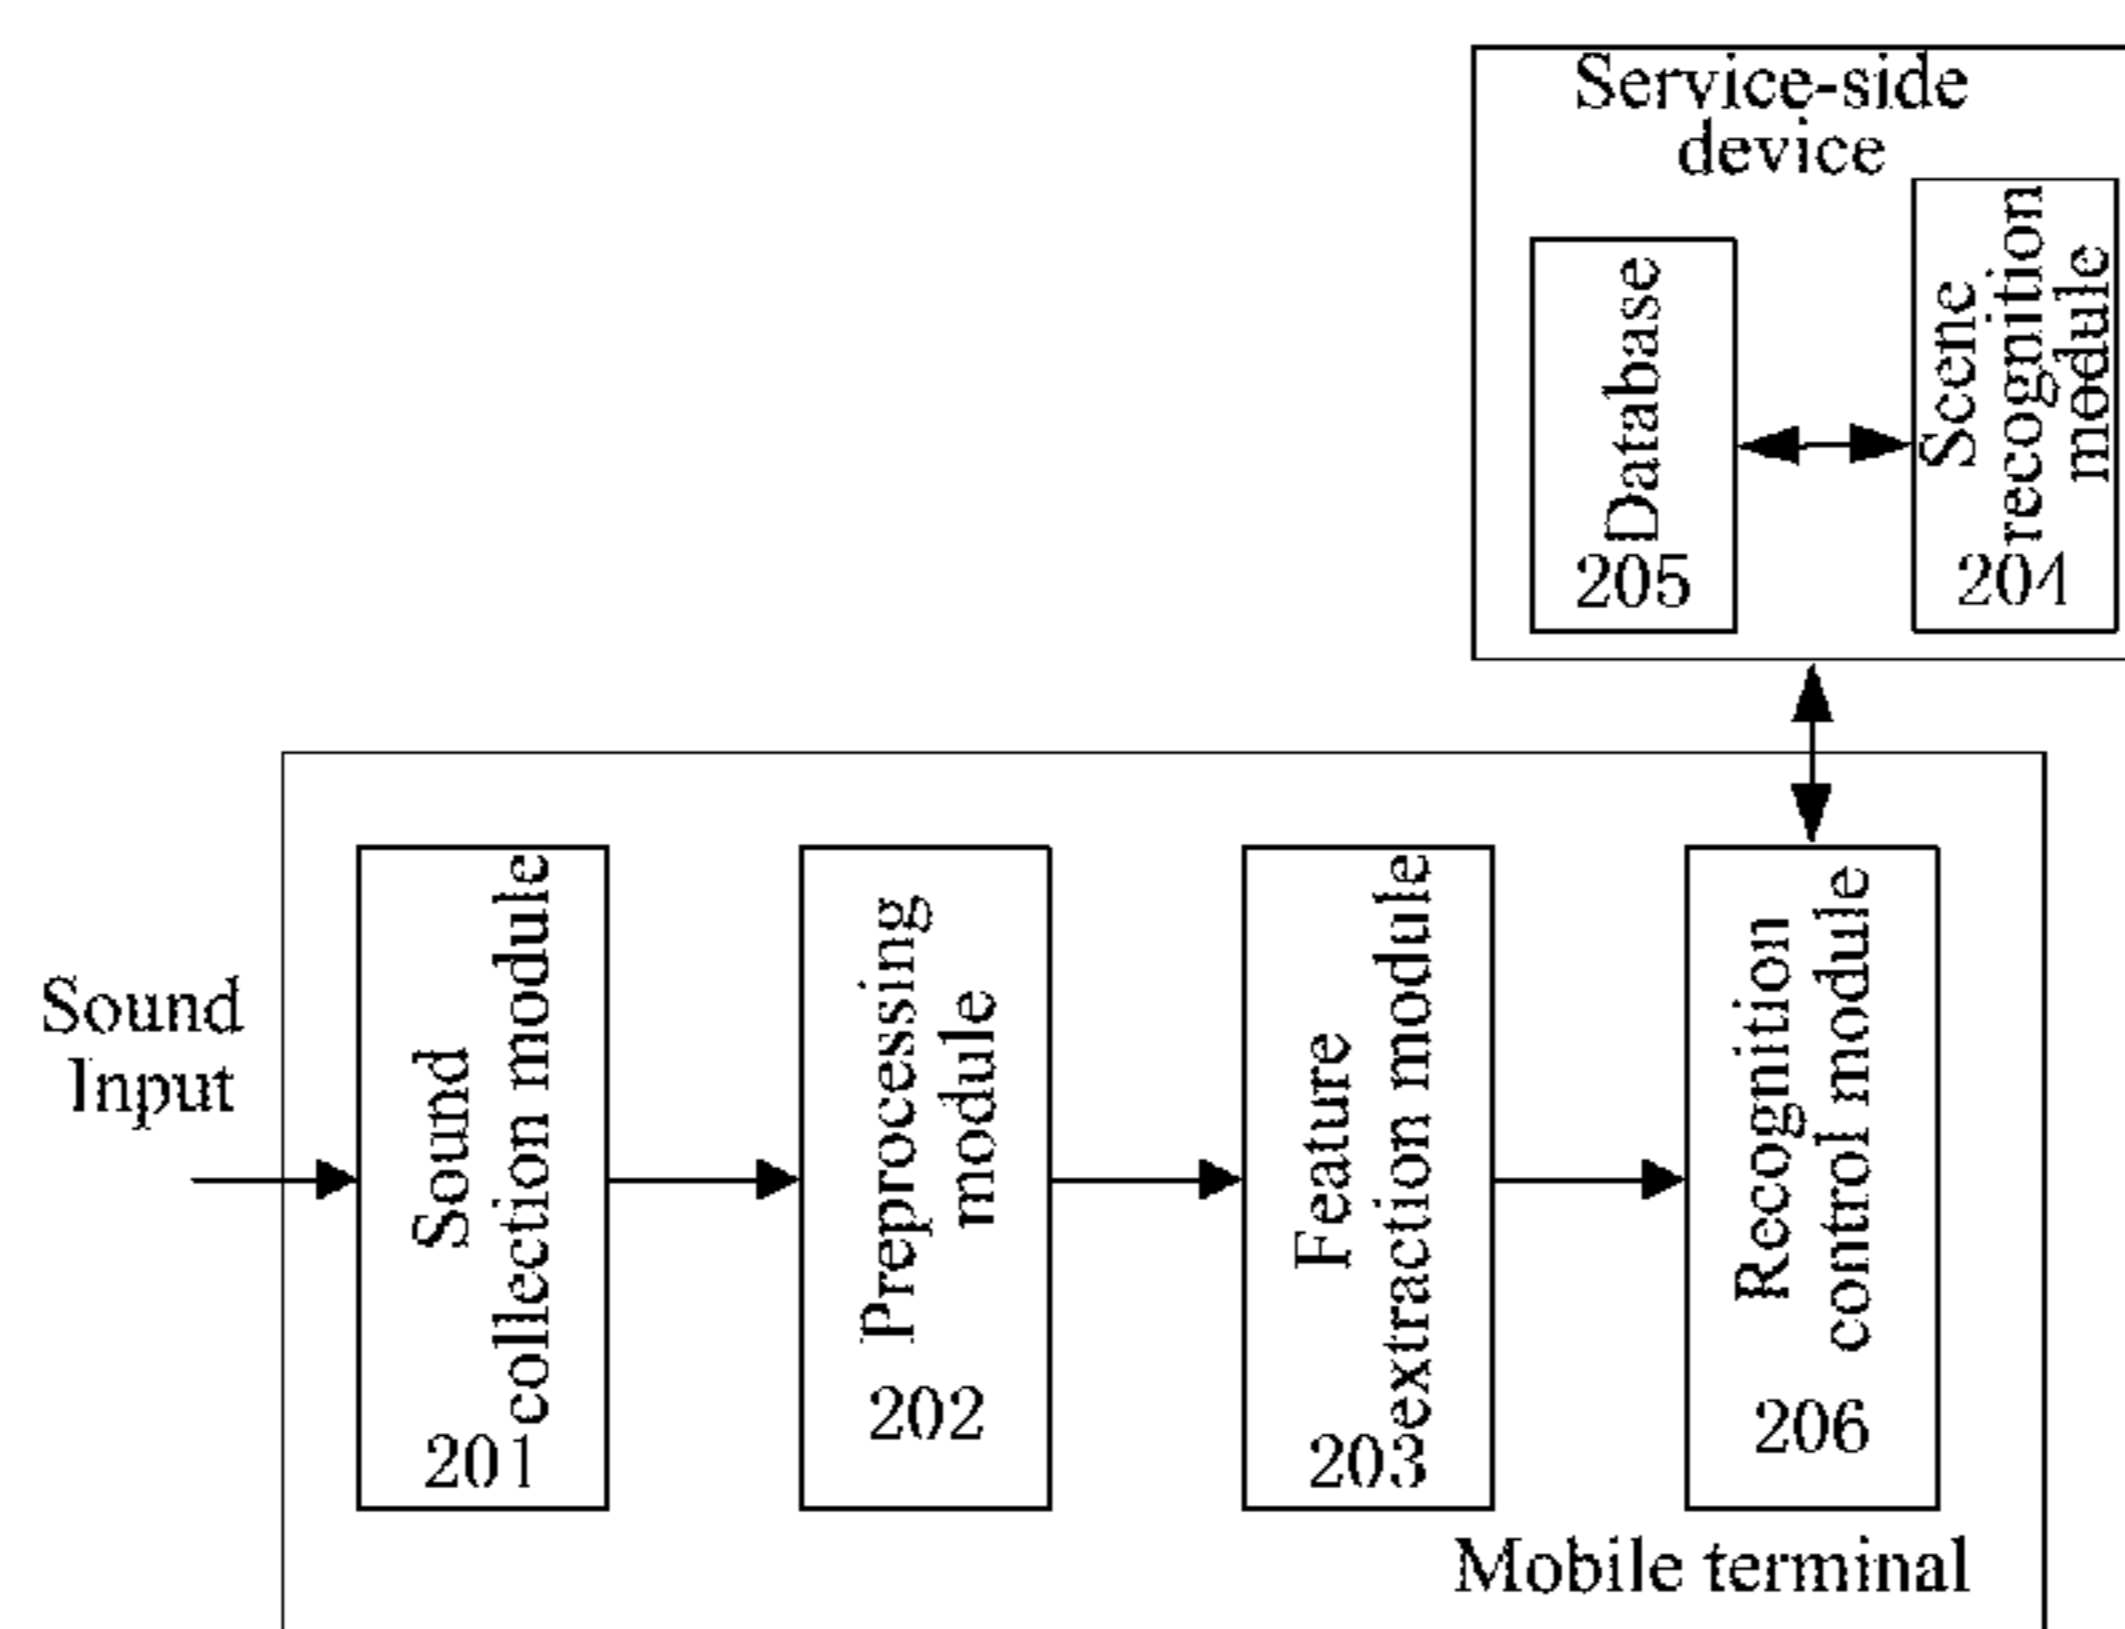 Service-side
device
Database
205
Scene
recognition
module
204
Sound
Input
Sound
collection module
201
Preprocessing
module
202
Feature
extraction module
203
Recognition
control module
206
Mobile terminal